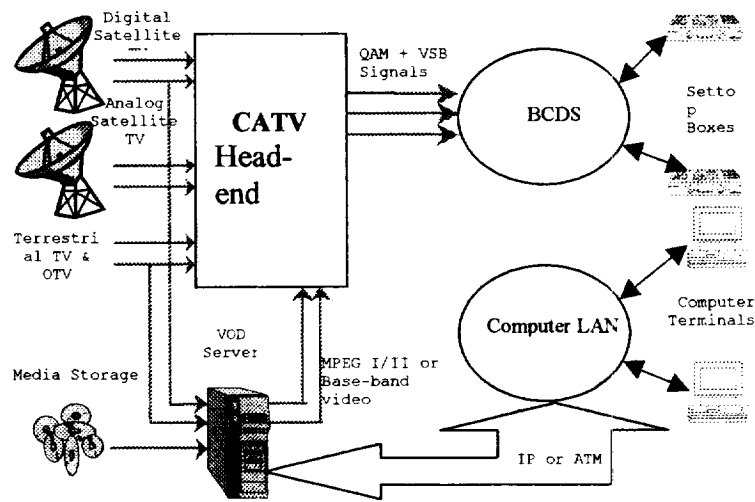 Digital
Satellite
TV
Analog
Satellite
TV
Terrestri
al TV &
OTV
CATV
Head-
end
QAM + VSB
Signals
BCDS
Setto
p
Boxes
Computer LAN
Computer
Terminals
VOD
Server
MPEG I/II or
Base-band
video
Media Storage
IP or ATM